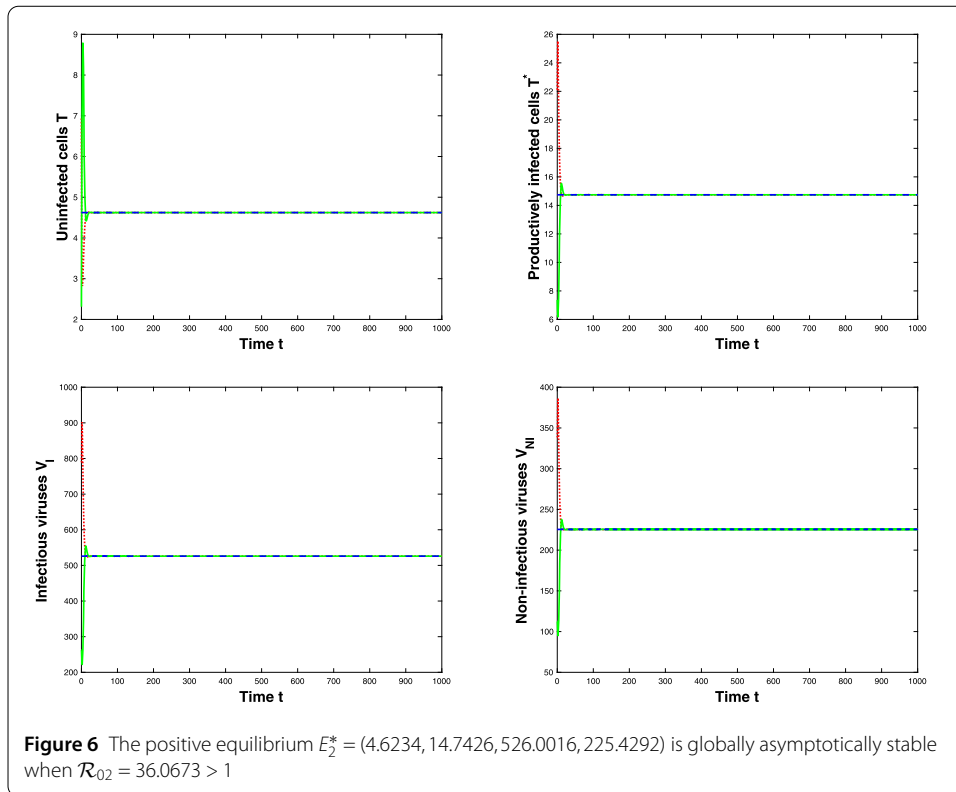 9
8
7
6
5
4
3
2
Uninfected cells T
0 100 200 300 400 500 600 700 800 900 1000
Time t
26
24
22
20
18
16
14
12
10
8
6
Productively infected cells T*
0 100 200 300 400 500 600 700 800 900 1000
Time t
1000
900
800
700
600
500
400
300
200
Infectious viruses V_I
0 100 200 300 400 500 600 700 800 900 1000
Time t
400
350
300
250
200
150
100
50
Non-infectious viruses V_NI
0 100 200 300 400 500 600 700 800 900 1000
Time t
Figure 6 The positive equilibrium E₂* = (4.6234, 14.7426, 526.0016, 225.4292) is globally asymptotically stable
when ℛ₀₂ = 36.0673 > 1